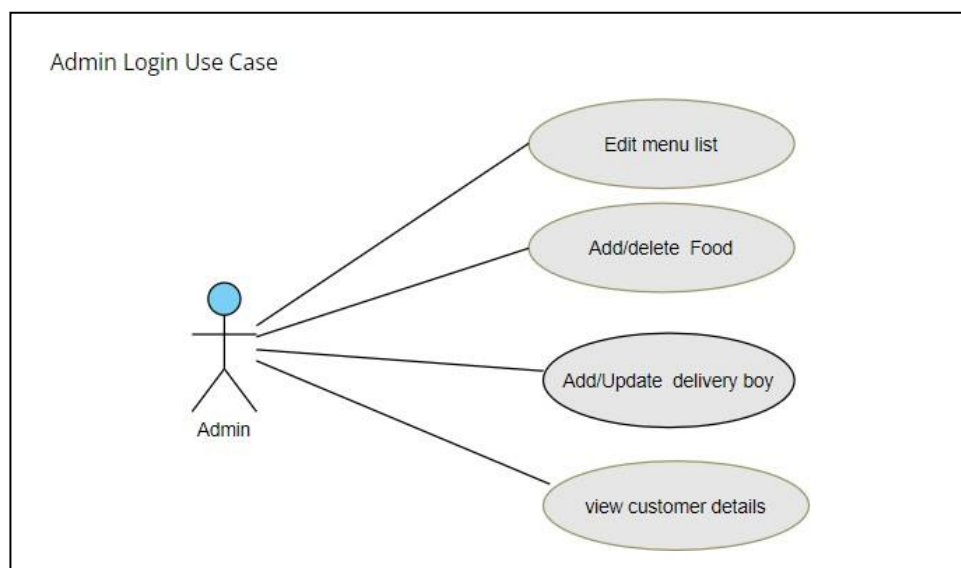 Admin Login Use Case
Edit menu list
Add/delete Food
Add/Update delivery boy
Admin
view customer details